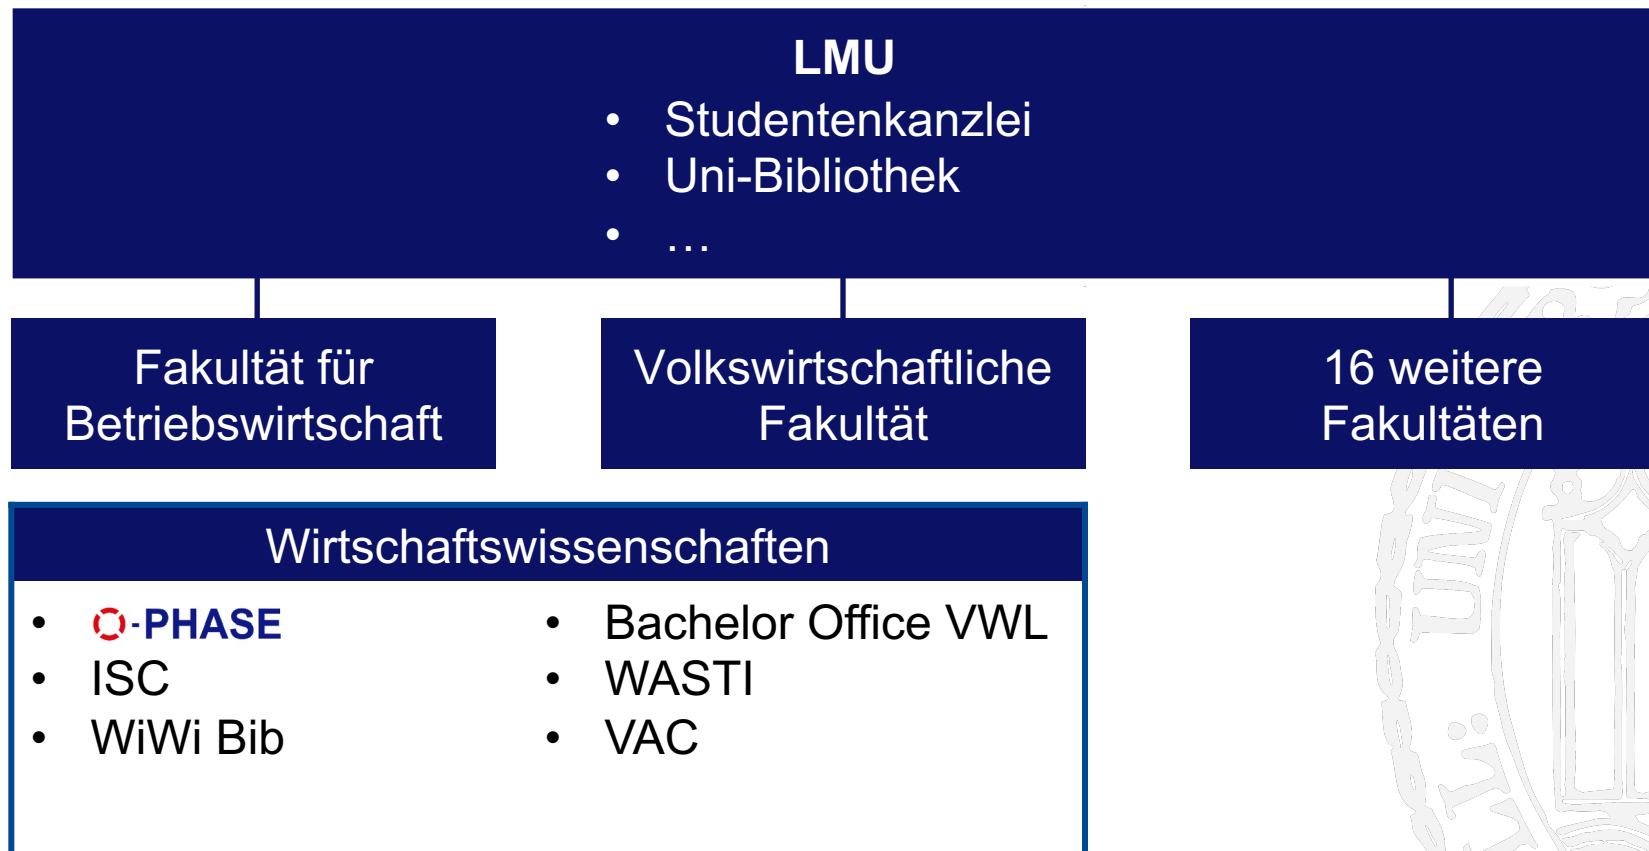 LMU
• Studentenkanzlei
• Uni-Bibliothek
• …
Fakultät für
Betriebswirtschaft
Volkswirtschaftliche
Fakultät
16 weitere
Fakultäten
Wirtschaftswissenschaften
• O-PHASE
• ISC
• WiWi Bib
• Bachelor Office VWL
• WASTI
• VAC